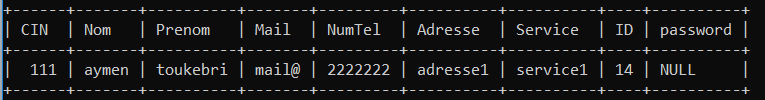 +------+-------+----------+-------+---------+----------+----------+----+----------+
| CIN  | Nom   | Prenom   | Mail  | NumTel  | Adresse  | Service  | ID | password |
+------+-------+----------+-------+---------+----------+----------+----+----------+
|  111 | aymen | toukebri | mail@ | 2222222 | adresse1 | service1 | 14 | NULL     |
+------+-------+----------+-------+---------+----------+----------+----+----------+